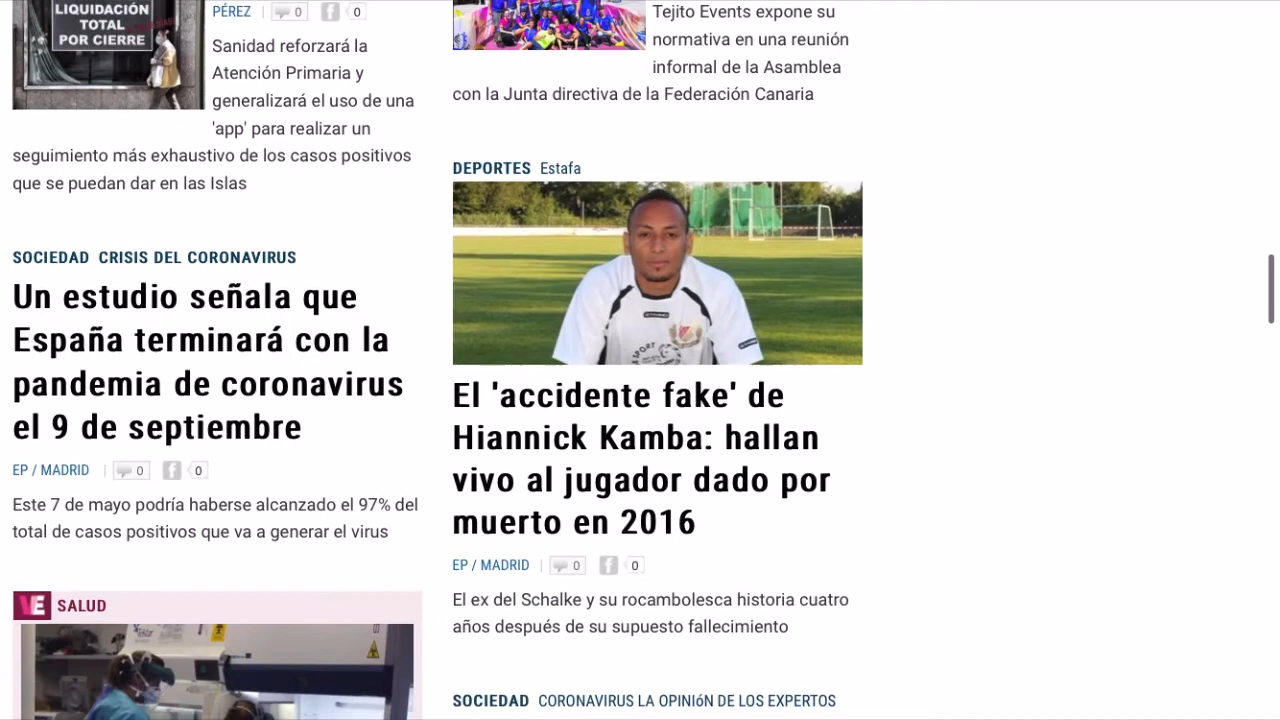 LIQUIDACIÓN
TOTAL
POR CIERRE
PÉREZ | 0 0
Sanidad reforzará la
Atención Primaria y
generalizará el uso de una
'app' para realizar un
seguimiento más exhaustivo de los casos positivos
que se puedan dar en las Islas
SOCIEDAD CRISIS DEL CORONAVIRUS
Un estudio señala que
España terminará con la
pandemia de coronavirus
el 9 de septiembre
EP / MADRID | 0 f 0
Este 7 de mayo podría haberse alcanzado el 97% del
total de casos positivos que va a generar el virus
VE SALUD
Tejito Events expone su
normativa en una reunión
informal de la Asamblea
con la Junta directiva de la Federación Canaria
DEPORTES Estafa
SPORT
El 'accidente fake' de
Hiannick Kamba: hallan
vivo al jugador dado por
muerto en 2016
EP / MADRID | 0 f 0
El ex del Schalke y su rocambolesca historia cuatro
años después de su supuesto fallecimiento
SOCIEDAD CORONAVIRUS LA OPINIóN DE LOS EXPERTOS